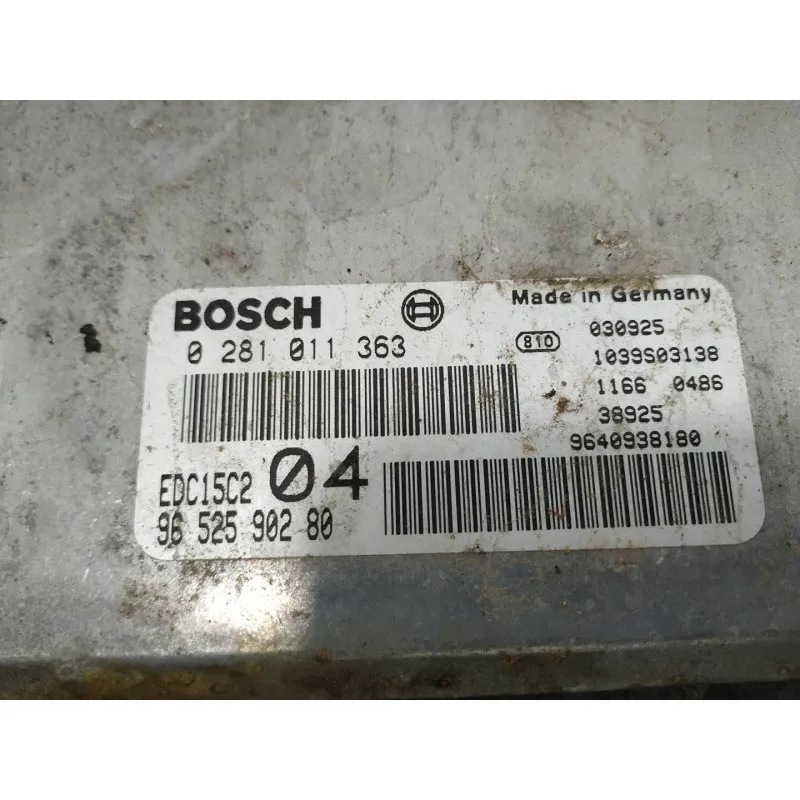 BOSCH
Made in Germany
0 281 011 363
810
030925
1039S03138
1166 0486
38925
9640938180
EDC15C2 04
96 525 902 80